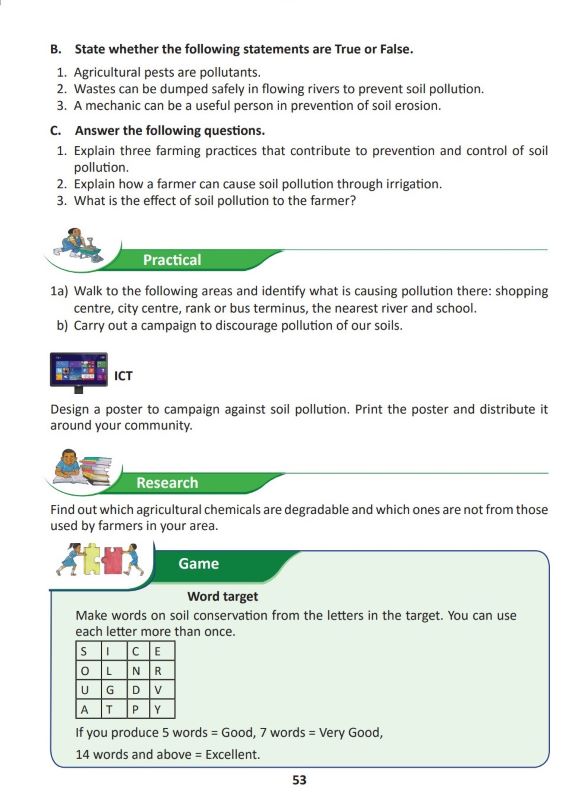 B. State whether the following statements are True or False.
1. Agricultural pests are pollutants.
2. Wastes can be dumped safely in flowing rivers to prevent soil pollution.
3. A mechanic can be a useful person in prevention of soil erosion.
C. Answer the following questions.
1. Explain three farming practices that contribute to prevention and control of soil
pollution.
2. Explain how a farmer can cause soil pollution through irrigation.
3. What is the effect of soil pollution to the farmer?
Practical
1a) Walk to the following areas and identify what is causing pollution there: shopping
centre, city centre, rank or bus terminus, the nearest river and school.
b) Carry out a campaign to discourage pollution of our soils.
ICT
Design a poster to campaign against soil pollution. Print the poster and distribute it
around your community.
Research
Find out which agricultural chemicals are degradable and which ones are not from those
used by farmers in your area.
Game
Word target
Make words on soil conservation from the letters in the target. You can use
each letter more than once.
S I C E
O L N R
U G D V
A T P Y
If you produce 5 words = Good, 7 words = Very Good,
14 words and above = Excellent.
53